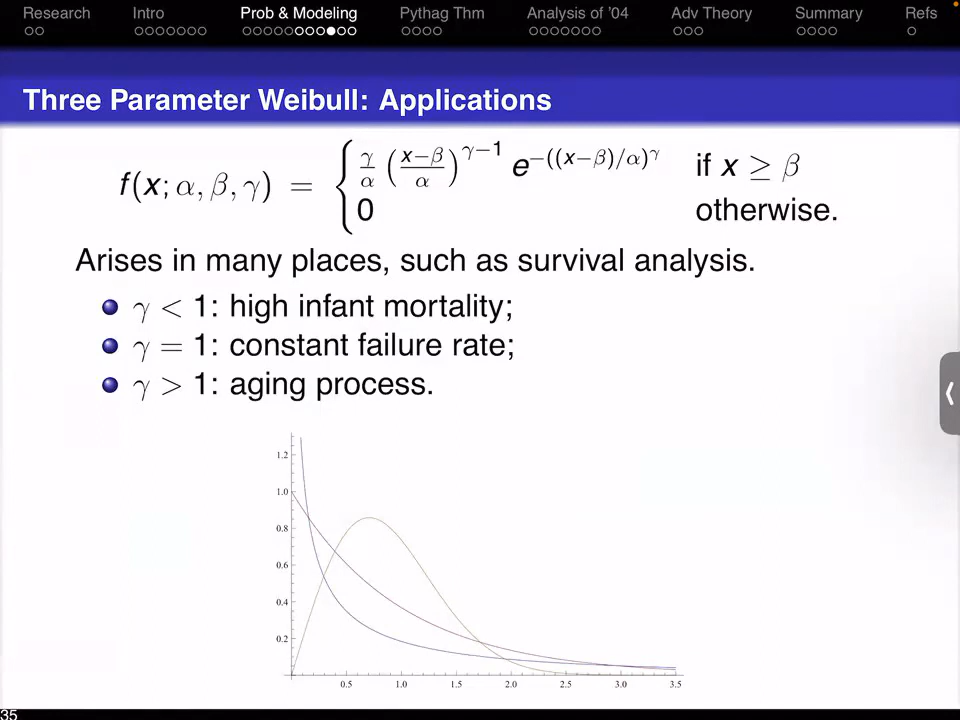 Research Intro Prob & Modeling Pythag Thm Analysis of ’04 Adv Theory Summary Refs
Three Parameter Weibull: Applications
f(x; α, β, γ) = { γ/α ((x−β)/α)^(γ−1) e^(−((x−β)/α)^γ) if x ≥ β
0 otherwise.
Arises in many places, such as survival analysis.
γ < 1: high infant mortality;
γ = 1: constant failure rate;
γ > 1: aging process.
1.2
1.0
0.8
0.6
0.4
0.2
0.5 1.0 1.5 2.0 2.5 3.0 3.5
35